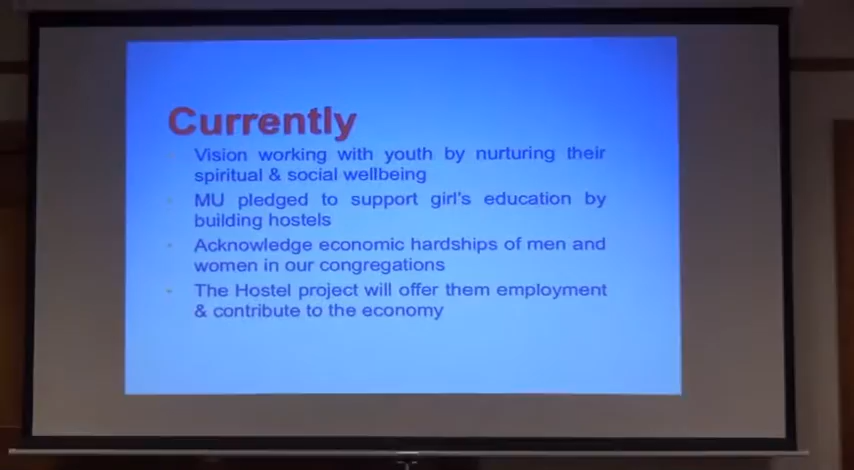 Currently
Vision working with youth by nurturing their
spiritual & social wellbeing
MU pledged to support girl's education by
building hostels
Acknowledge economic hardships of men and
women in our congregations
The Hostel project will offer them employment
& contribute to the economy